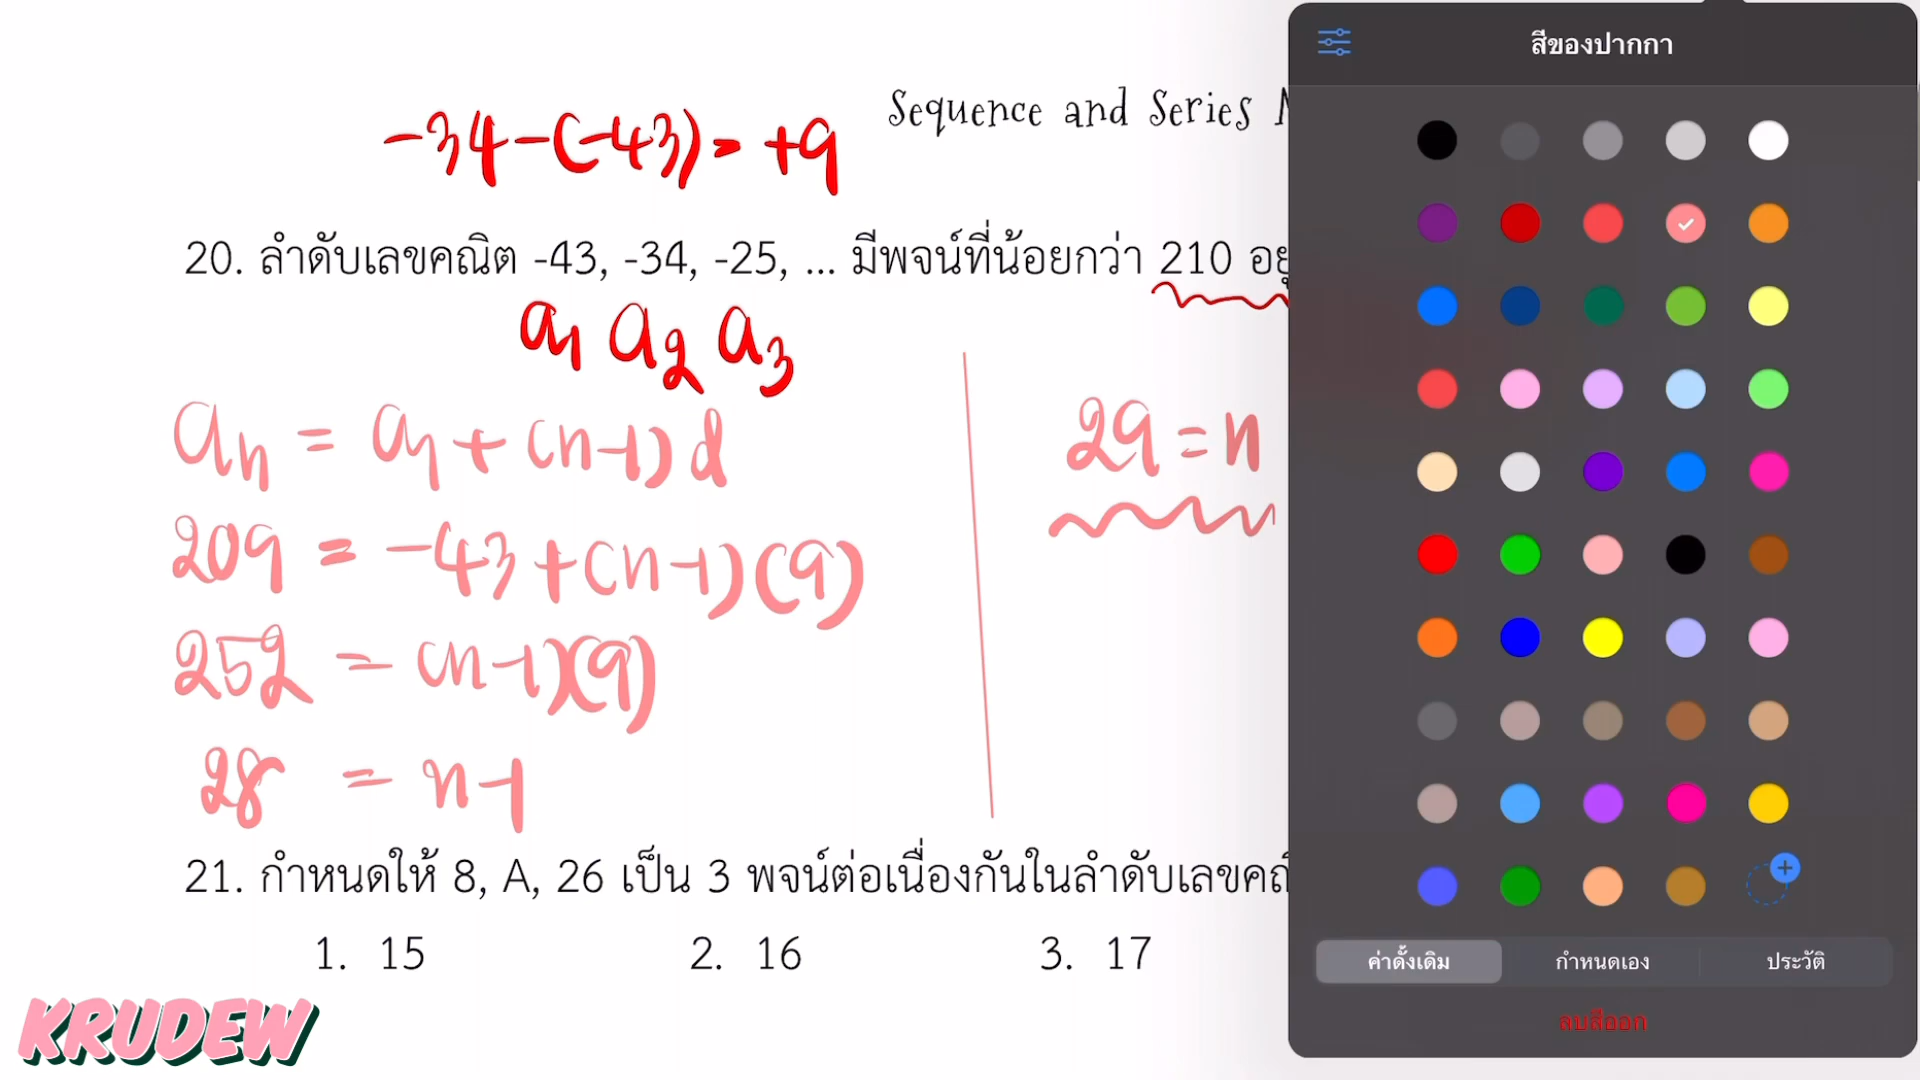 Sequence and Series
-34-(-43) = +9
20. ลำดับเลขคณิต -43, -34, -25, ... มีพจน์ที่น้อยกว่า 210
a1 a2 a3
an = a1 + (n-1)d
209 = -43 + (n-1)(9)
252 = (n-1)(9)
28 = n-1
29 = n
21. กำหนดให้ 8, A, 26 เป็น 3 พจน์ต่อเนื่องกันในลำดับเลขคณิ
1. 15 2. 16 3. 17
KRUDEW
สีของปากกา
ค่าดั้งเดิม กำหนดเอง ประวัติ
ลบสีออก